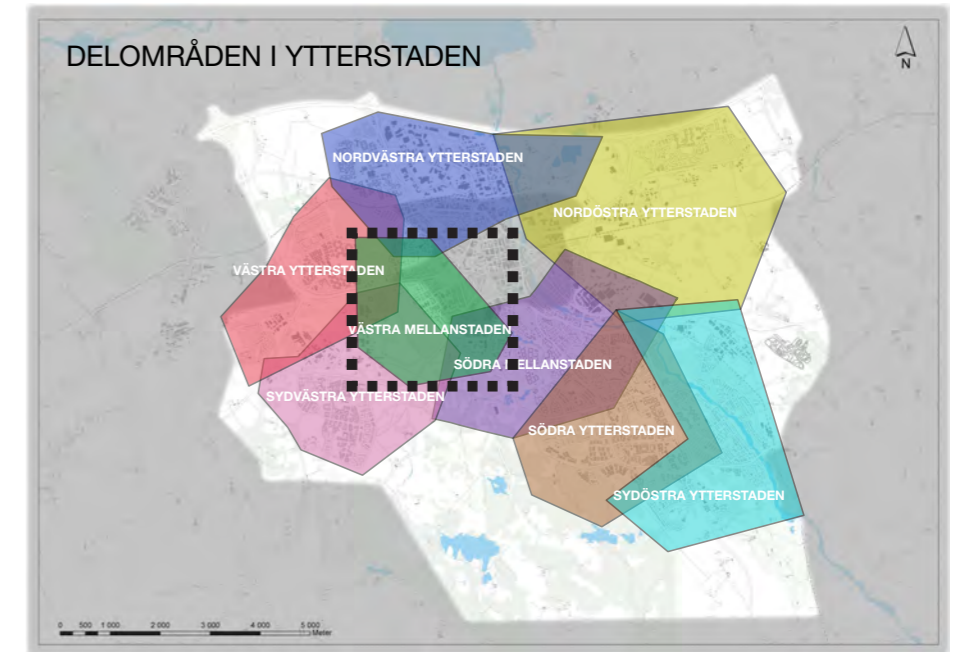 DELOMRÅDEN I YTTERSTADEN
N
NORDVÄSTRA YTTERSTADEN
NORDÖSTRA YTTERSTADEN
VÄSTRA YTTERSTADEN
VÄSTRA MELLANSTADEN
SÖDRA MELLANSTADEN
SYDVÄSTRA YTTERSTADEN
SÖDRA YTTERSTADEN
SYDÖSTRA YTTERSTADEN
0 500 1 000 2 000 3 000 4 000 5 000
Meter